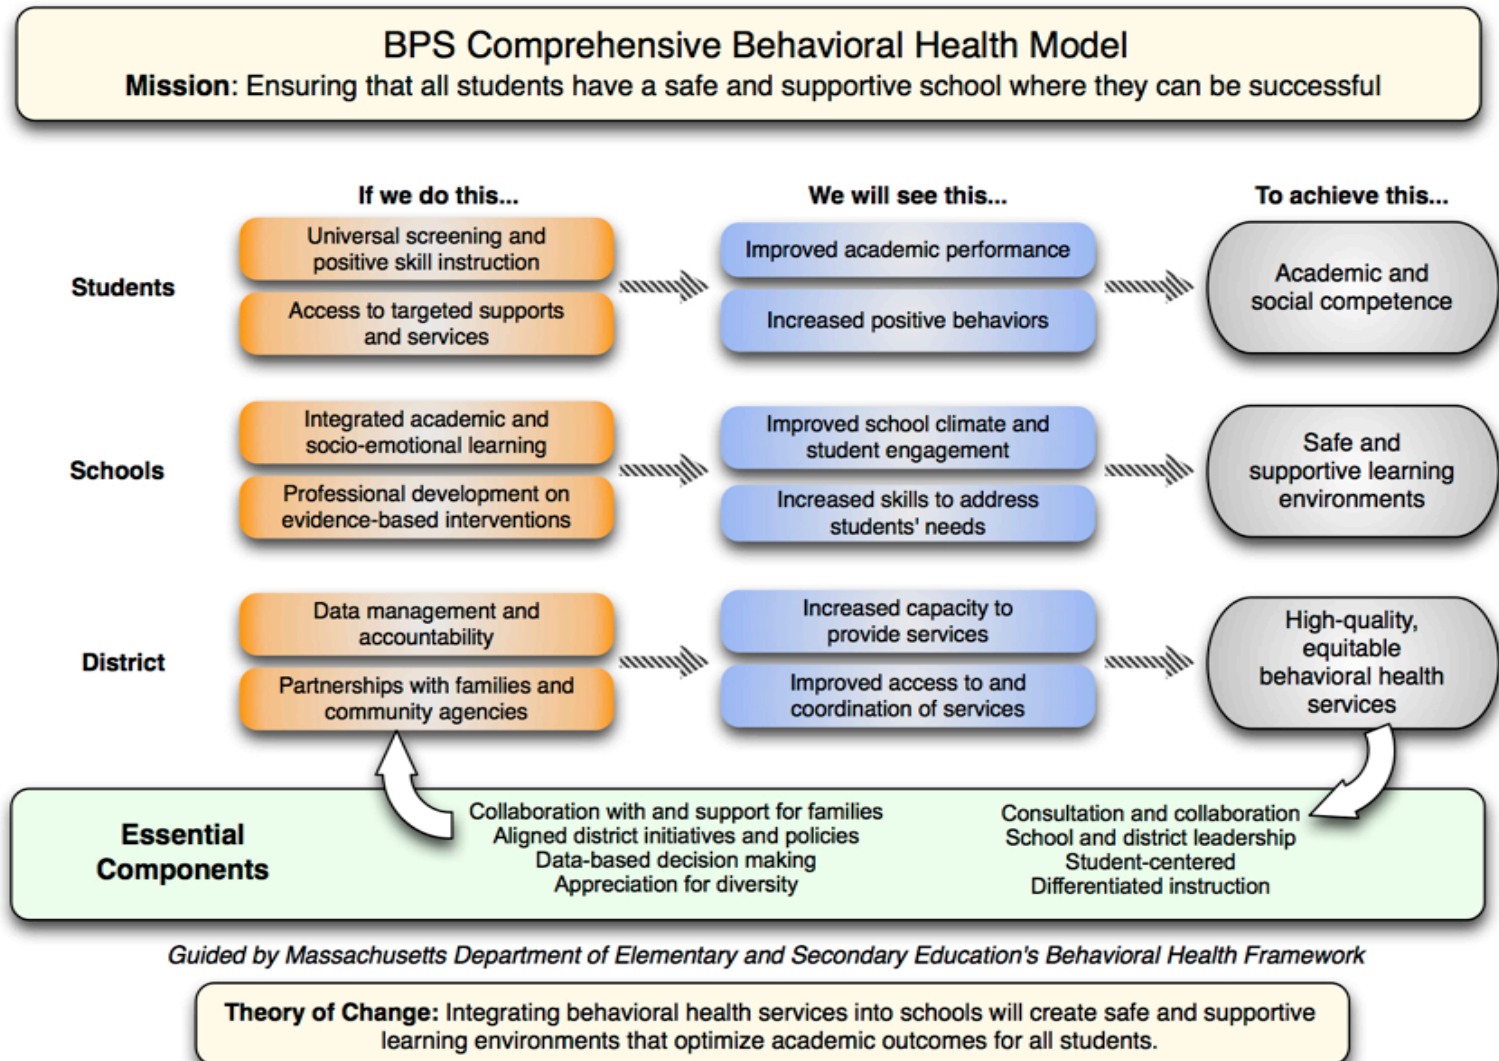 BPS Comprehensive Behavioral Health Model
Mission: Ensuring that all students have a safe and supportive school where they can be successful
If we do this...
We will see this...
To achieve this...
Students
Universal screening and
positive skill instruction
Access to targeted supports
and services
Improved academic performance
Increased positive behaviors
Academic and
social competence
Schools
Integrated academic and
socio-emotional learning
Professional development on
evidence-based interventions
Improved school climate and
student engagement
Increased skills to address
students' needs
Safe and
supportive learning
environments
District
Data management and
accountability
Partnerships with families and
community agencies
Increased capacity to
provide services
Improved access to and
coordination of services
High-quality,
equitable
behavioral health
services
Essential
Components
Collaboration with and support for families
Aligned district initiatives and policies
Data-based decision making
Appreciation for diversity
Consultation and collaboration
School and district leadership
Student-centered
Differentiated instruction
Guided by Massachusetts Department of Elementary and Secondary Education's Behavioral Health Framework
Theory of Change: Integrating behavioral health services into schools will create safe and supportive
learning environments that optimize academic outcomes for all students.